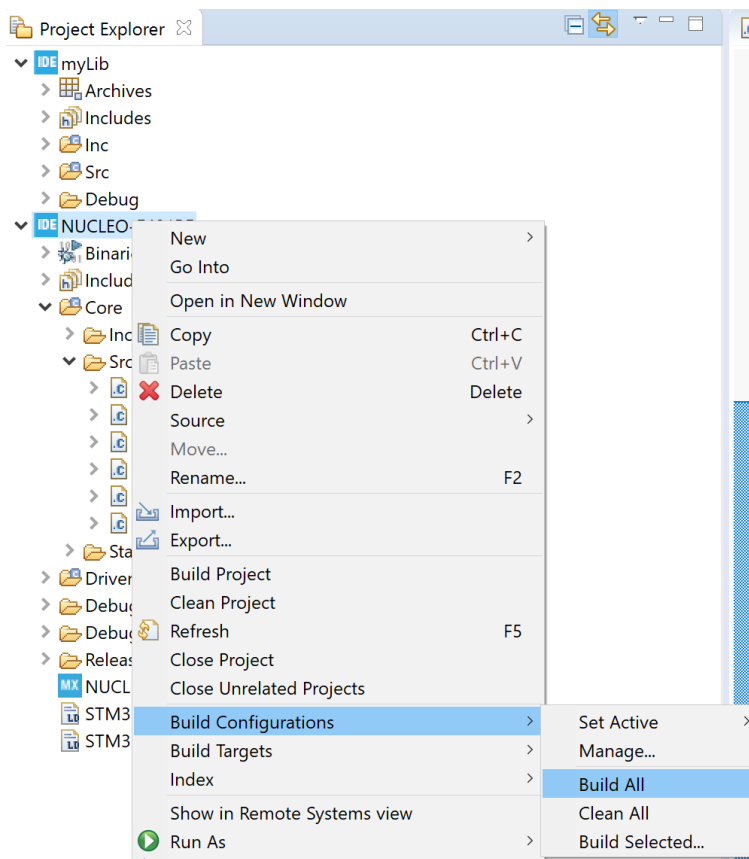 Project Explorer
IDE myLib
Archives
Includes
Inc
Src
Debug
IDE NUCLEO-
Binari
Includ
Core
Inc
Src
.c
.c
.c
.c
.c
.c
Sta
Driver
Debug
Debug
Releas
MX NUCL
STM3
STM3
New
Go Into
Open in New Window
Copy Ctrl+C
Paste Ctrl+V
Delete Delete
Source
Move...
Rename... F2
Import...
Export...
Build Project
Clean Project
Refresh F5
Close Project
Close Unrelated Projects
Build Configurations
Build Targets
Index
Show in Remote Systems view
Run As
Set Active
Manage...
Build All
Clean All
Build Selected...